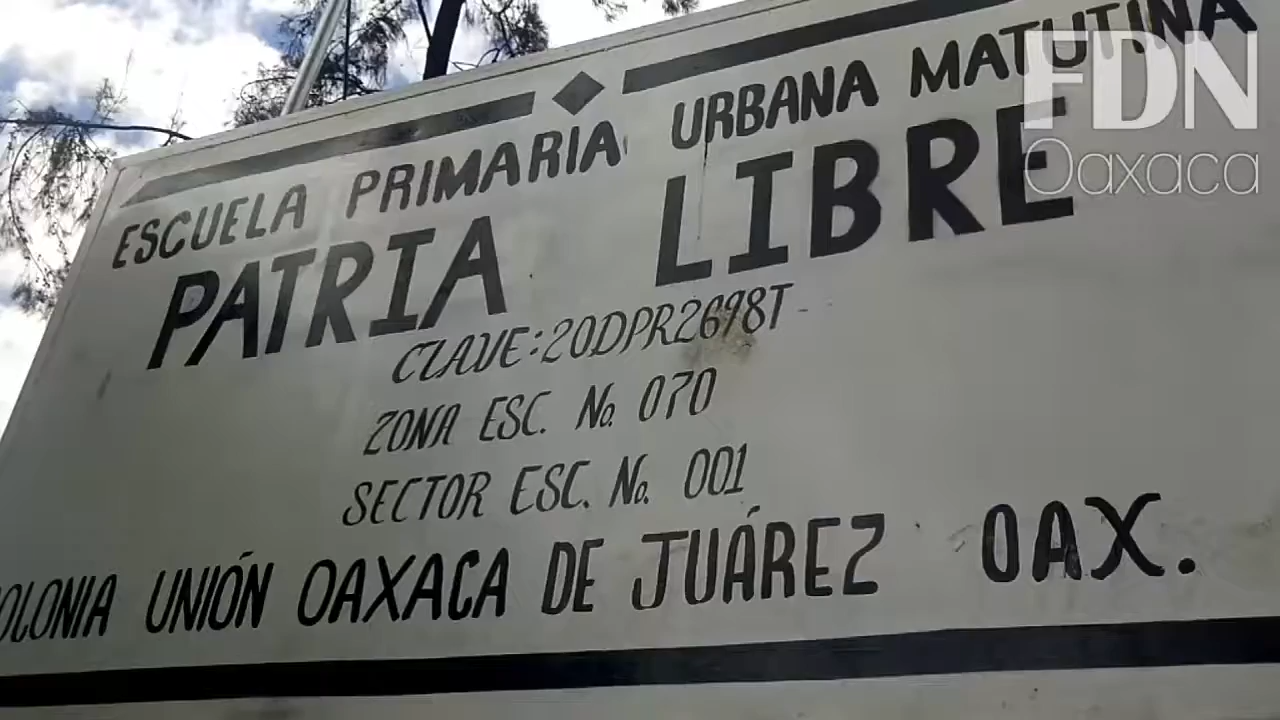 ESCUELA PRIMARIA URBANA MATUTINA
PATRIA LIBRE
CLAVE:20DPR2698T
ZONA ESC. No. 070
SECTOR ESC. No. 001
COLONIA UNIÓN OAXACA DE JUÁREZ OAX.
FDN
Oaxaca